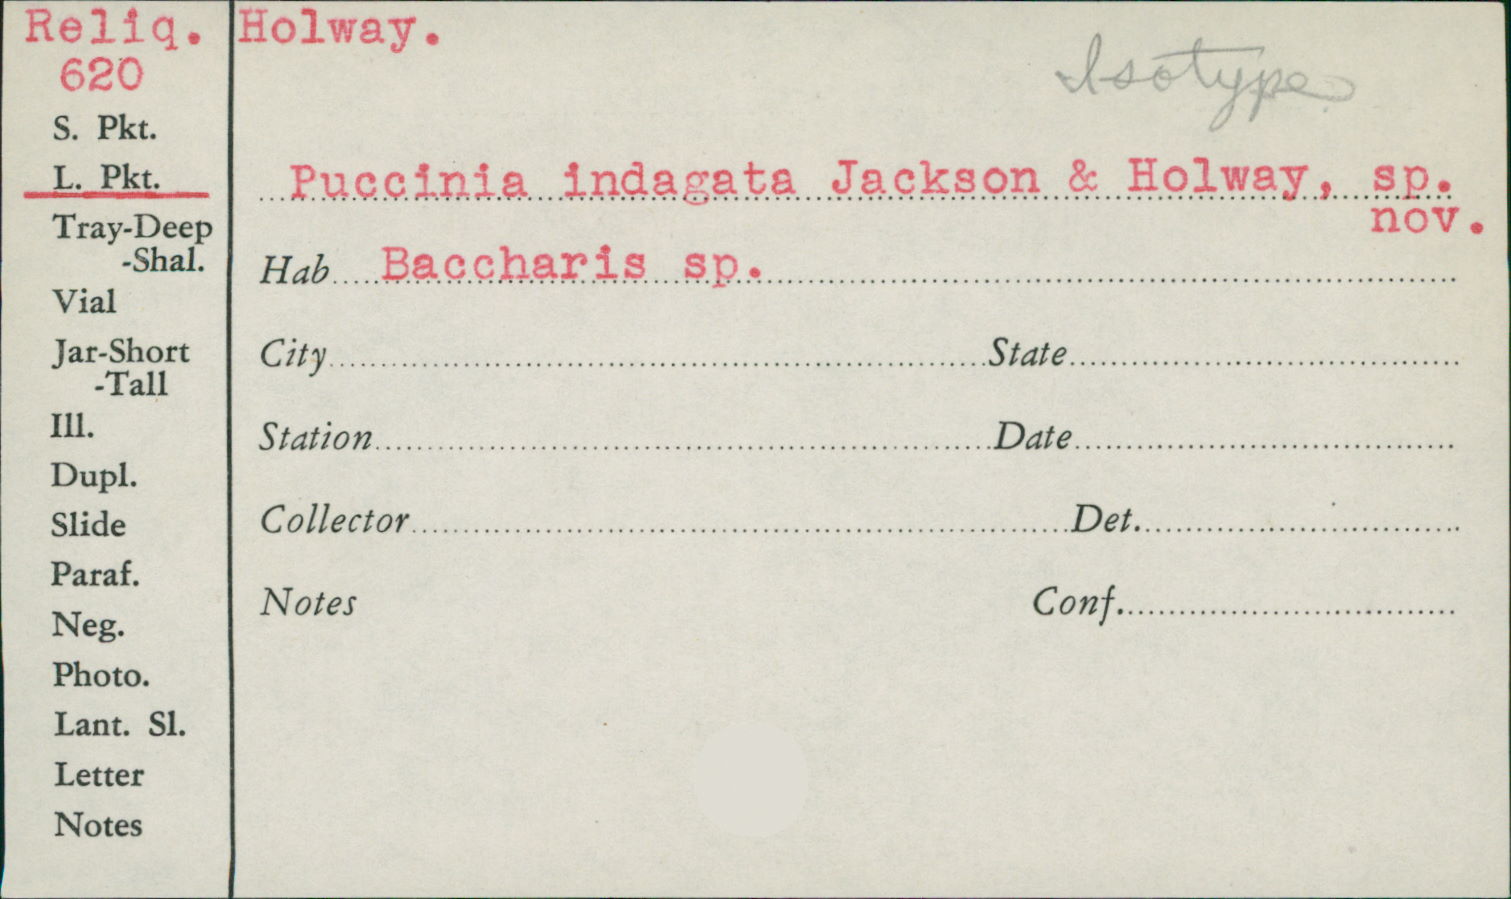 Reliq. Holway.
620
Isotype
S. Pkt.
L. Pkt.
Puccinia indagata Jackson & Holway, sp.
nov.
Tray-Deep
-Shal.
Hab Baccharis sp.
Vial
Jar-Short
-Tall
City State
Ill.
Station Date
Dupl.
Slide
Collector Det.
Paraf.
Notes Conf.
Neg.
Photo.
Lant. Sl.
Letter
Notes